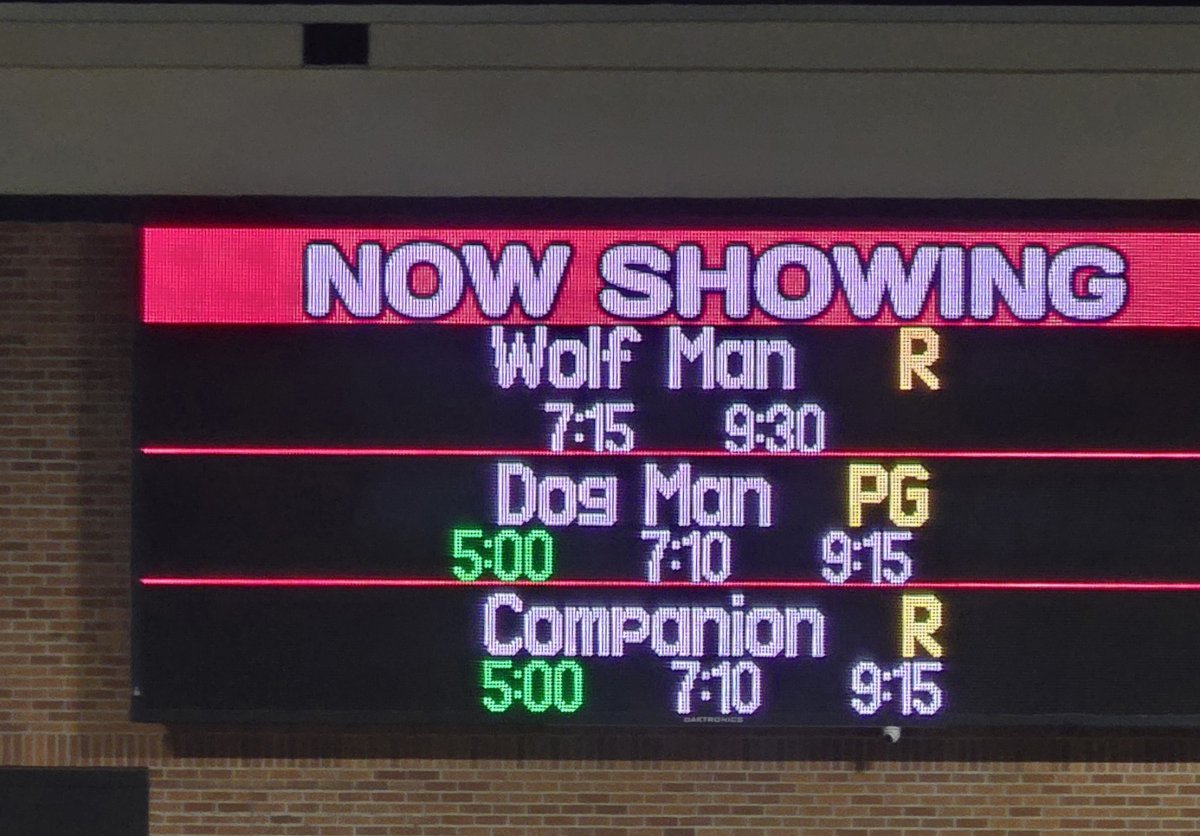 NOW SHOWING
Wolf Man R
7:15 9:30
Dog Man PG
5:00 7:10 9:15
Companion R
5:00 7:10 9:15
DAKTRONICS